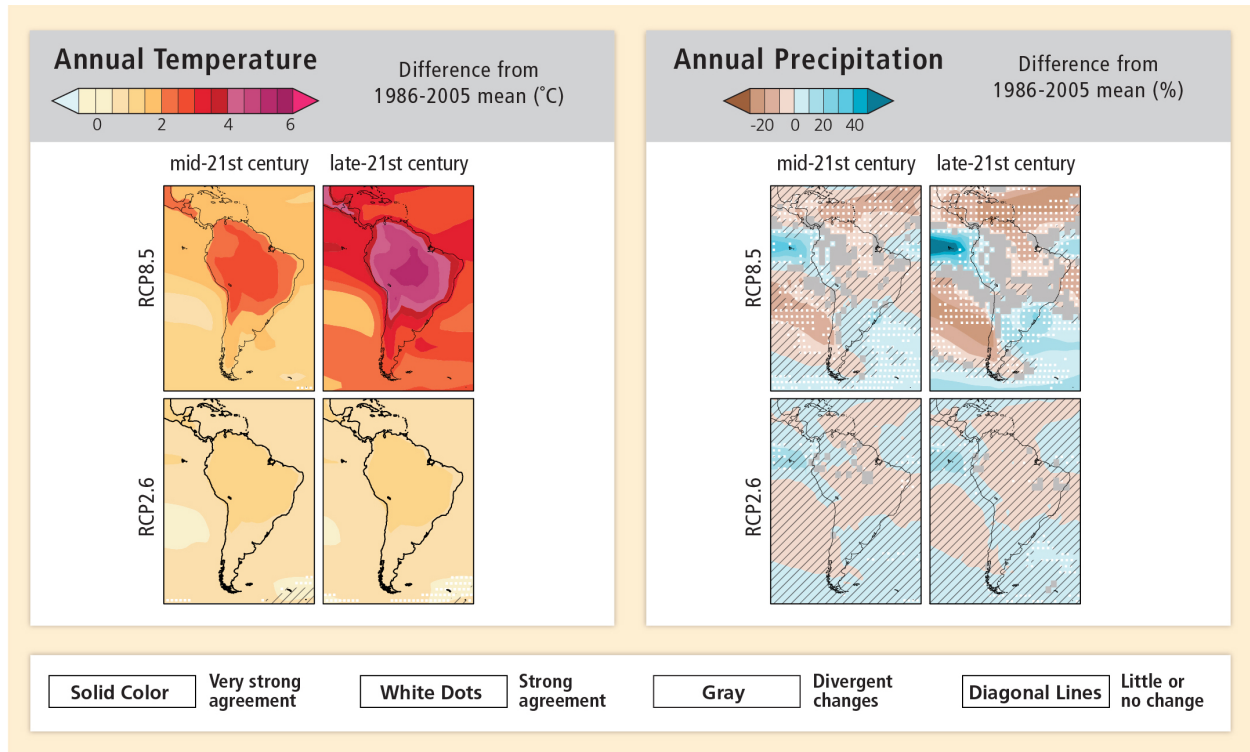 Annual Temperature
Difference from
1986-2005 mean (˚C)
0 2 4 6
mid-21st century late-21st century
RCP8.5
RCP2.6
Annual Precipitation
Difference from
1986-2005 mean (%)
-20 0 20 40
mid-21st century late-21st century
RCP8.5
RCP2.6
Solid Color
Very strong
agreement
White Dots
Strong
agreement
Gray
Divergent
changes
Diagonal Lines
Little or
no change